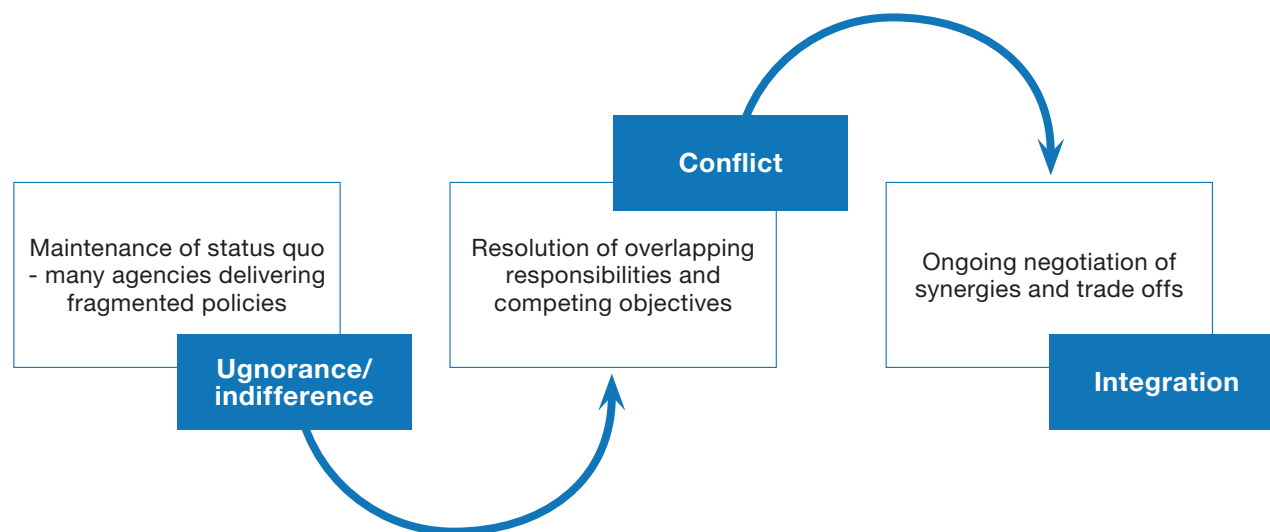 Maintenance of status quo
- many agencies delivering
fragmented policies
Ugnorance/
indifference
Conflict
Resolution of overlapping
responsibilities and
competing objectives
Ongoing negotiation of
synergies and trade offs
Integration